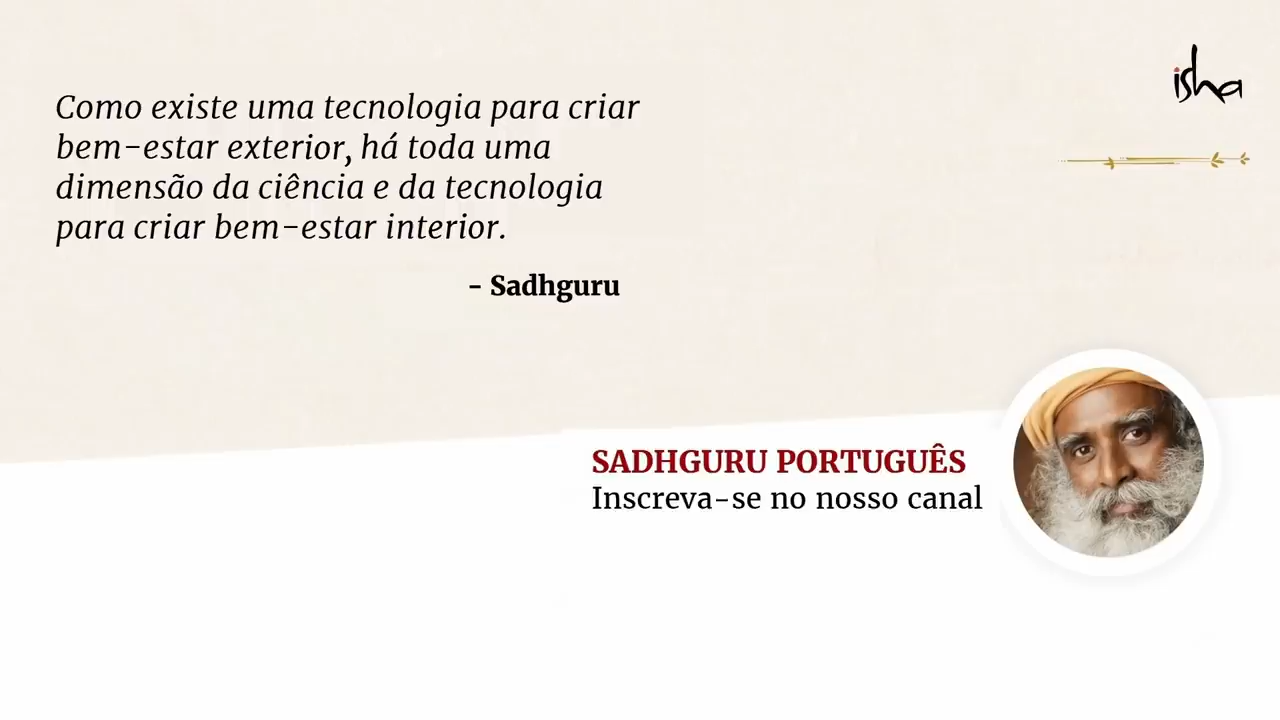 isha
Como existe uma tecnologia para criar
bem-estar exterior, há toda uma
dimensão da ciência e da tecnologia
para criar bem-estar interior.
- Sadhguru
SADHGURU PORTUGUÊS
Inscreva-se no nosso canal